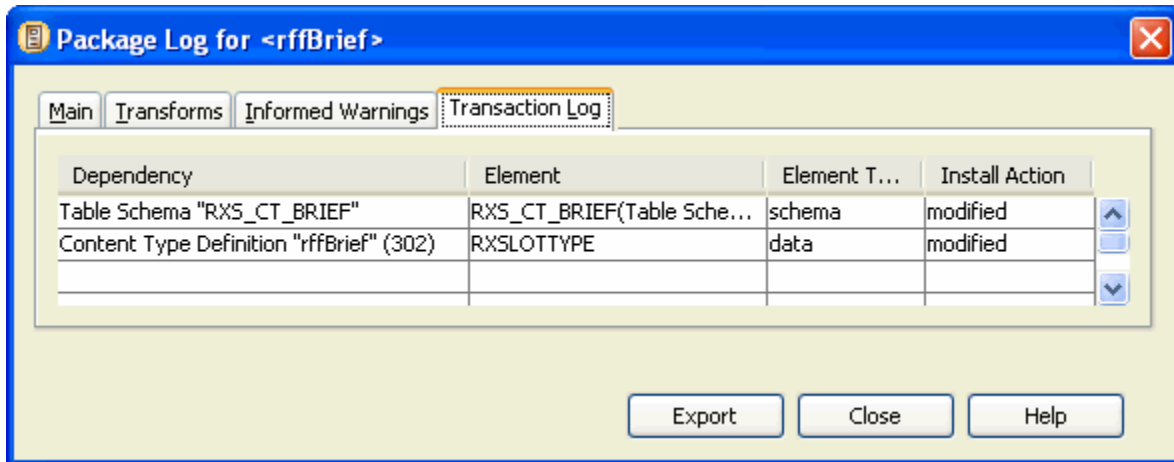 Package Log for <rffBrief>
Main Transforms Informed Warnings Transaction Log
Dependency Element Element T... Install Action
Table Schema "RXS_CT_BRIEF" RXS_CT_BRIEF(Table Sche... schema modified
Content Type Definition "rffBrief" (302) RXSLOTTYPE data modified
Export Close Help